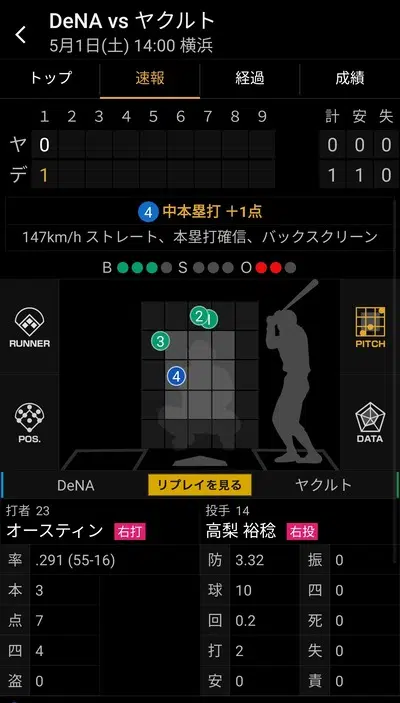 DeNA vs ヤクルト
5月1日(土) 14:00 横浜
トップ 速報 経過 成績
1 2 3 4 5 6 7 8 9 計 安 失
ヤ 0 0 0 0
デ 1 1 1 0
4 中本塁打 +1点
147km/h ストレート、本塁打確信、バックスクリーン
B S O
RUNNER
PITCH
POS.
DATA
2 1
3
4
DeNA リプレイを見る ヤクルト
打者 23 投手 14
オースティン 右打 高梨 裕稔 右投
率 .291 (55-16) 防 3.32 振 0
本 3 球 10 四 0
点 7 回 0.2 死 0
四 4 打 2 失 0
盗 0 安 0 責 0